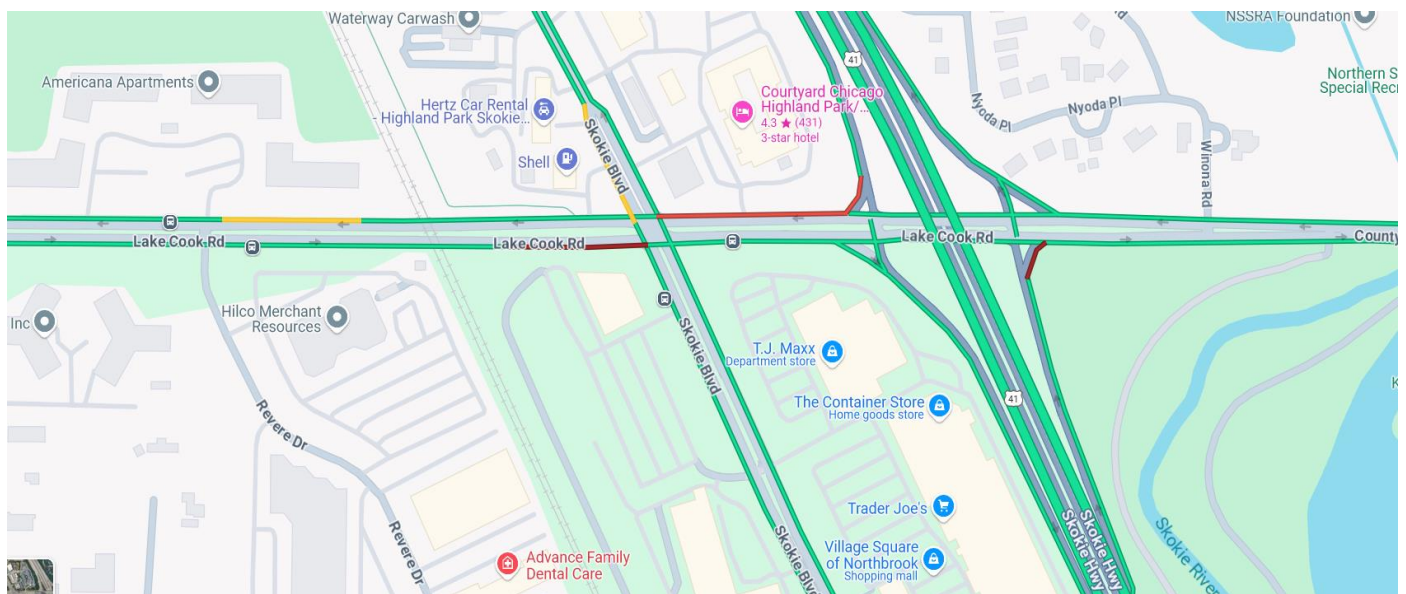 Waterway Carwash
NSSRA Foundation
41
Americana Apartments
Courtyard Chicago
Highland Park/...
4.3 ★ (431)
3-star hotel
Northern S
Special Recr
Hertz Car Rental
- Highland Park Skokie...
Nyoda Pl
Nyoda Pl
Skokie Blvd
Shell
Winona Rd
Lake Cook Rd
Lake Cook Rd
Lake Cook Rd
County
Hilco Merchant
Resources
Inc
Skokie Blvd
T.J. Maxx
Department store
K
The Container Store
Home goods store
41
Revere Dr
Trader Joe's
Skokie Hwy
Skokie Hwy
Skokie River
Revere Dr
Skokie Blv
Advance Family
Dental Care
Village Square
of Northbrook
Shopping mall